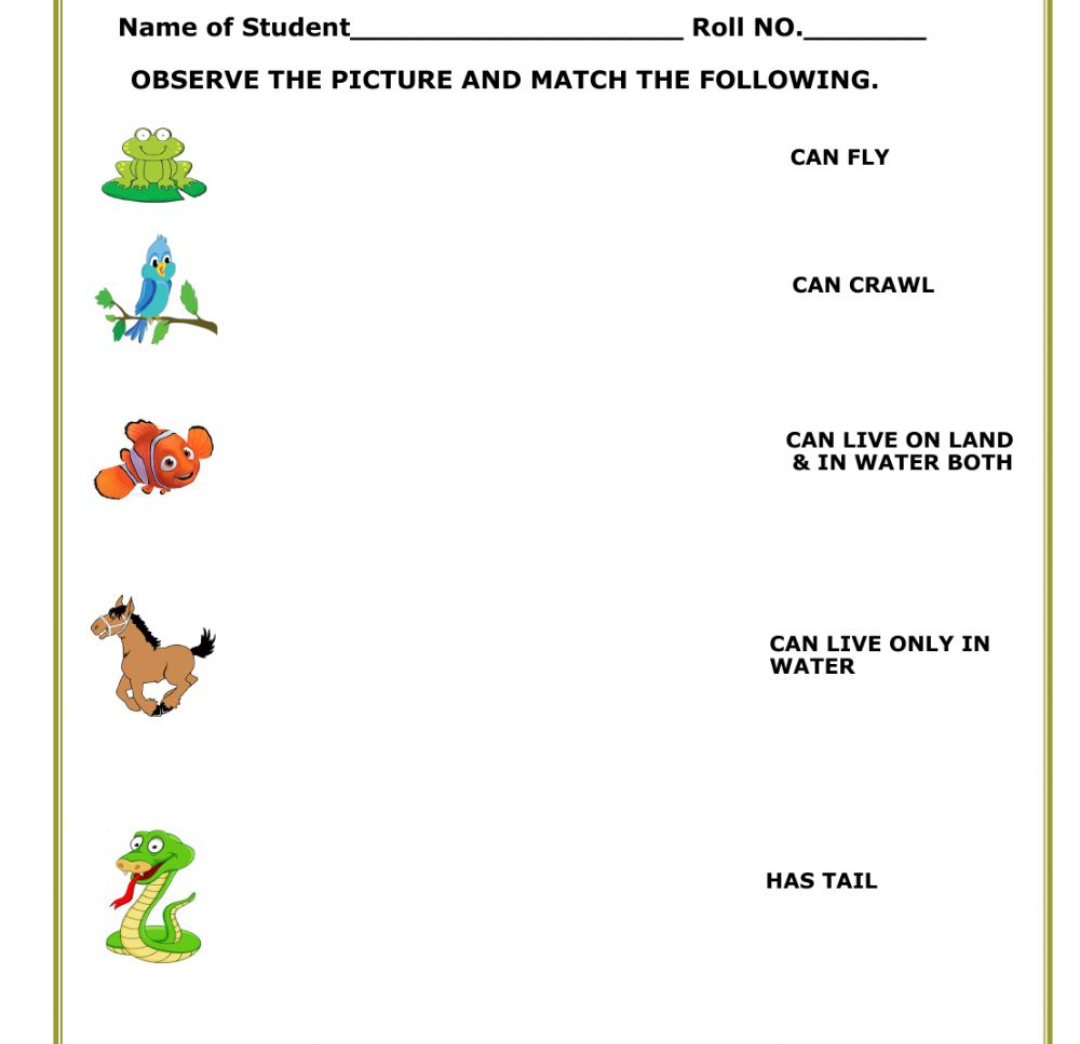 Name of Student______________________ Roll NO.________
OBSERVE THE PICTURE AND MATCH THE FOLLOWING.
CAN FLY
CAN CRAWL
CAN LIVE ON LAND
& IN WATER BOTH
CAN LIVE ONLY IN
WATER
HAS TAIL